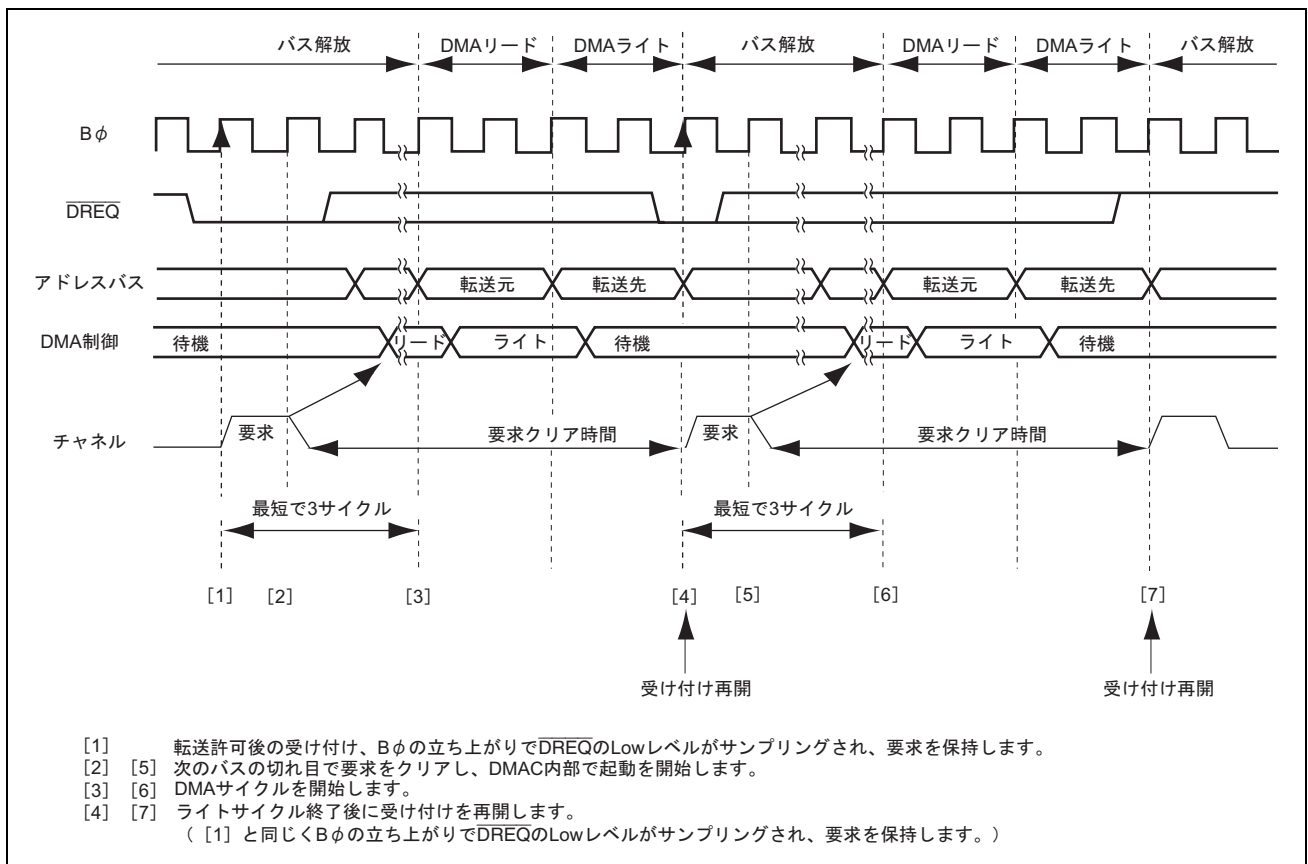 バス解放 DMAリード DMAライト バス解放 DMAリード DMAライト バス解放
Bφ
DREQ
アドレスバス 転送元 転送先 転送元 転送先
DMA制御 待機 リード ライト 待機 リード ライト 待機
チャネル 要求 要求クリア時間 要求 要求クリア時間
最短で3サイクル 最短で3サイクル
[1] [2] [3] [4] [5] [6] [7]
受け付け再開 受け付け再開
[1] 転送許可後の受け付け、Bφの立ち上がりでDREQのLowレベルがサンプリングされ、要求を保持します。
[2] [5] 次のバスの切れ目で要求をクリアし、DMAC内部で起動を開始します。
[3] [6] DMAサイクルを開始します。
[4] [7] ライトサイクル終了後に受け付けを再開します。
（[1]と同じくBφの立ち上がりでDREQのLowレベルがサンプリングされ、要求を保持します。）